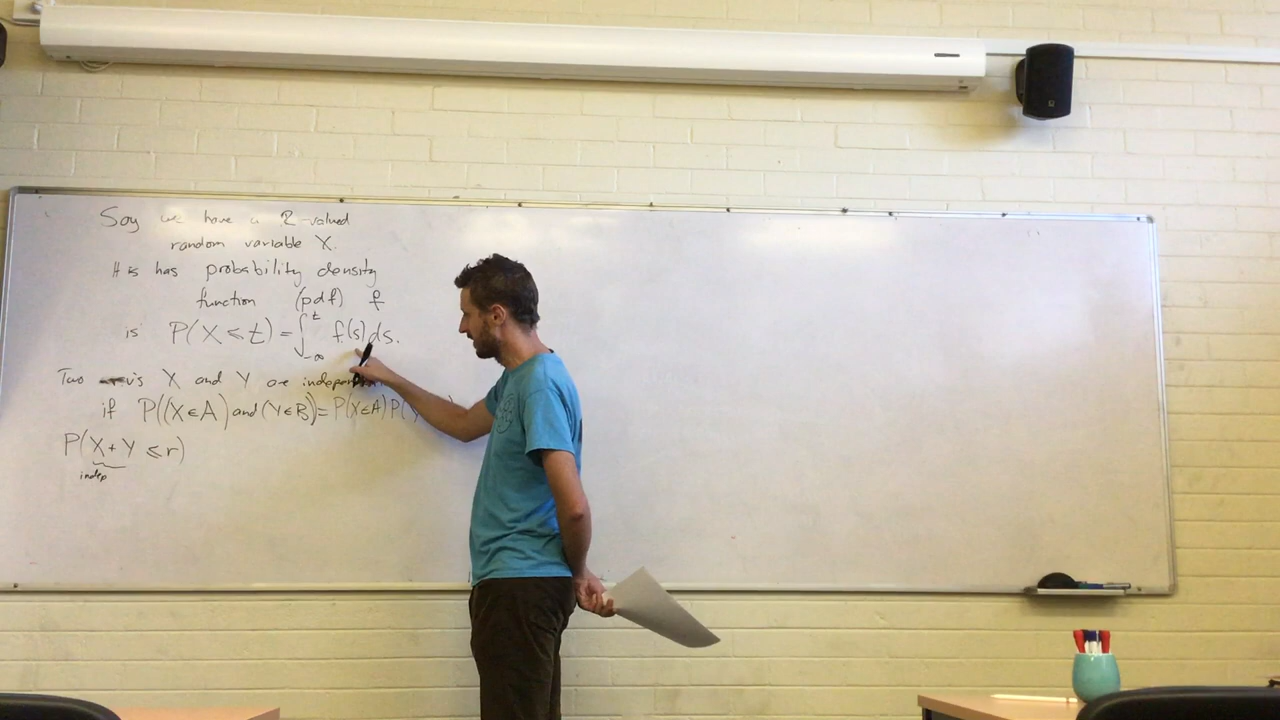 Say we have a R-valued
random variable X.
It is has probability density
function (pdf) f
is P(X ≤ t) = ∫_{-∞}^{t} f(s)ds.
Two r.v.'s X and Y are independ
if P((X∈A) and (Y∈B)) = P(X∈A) P(Y
P(X+Y ≤ r)
indep